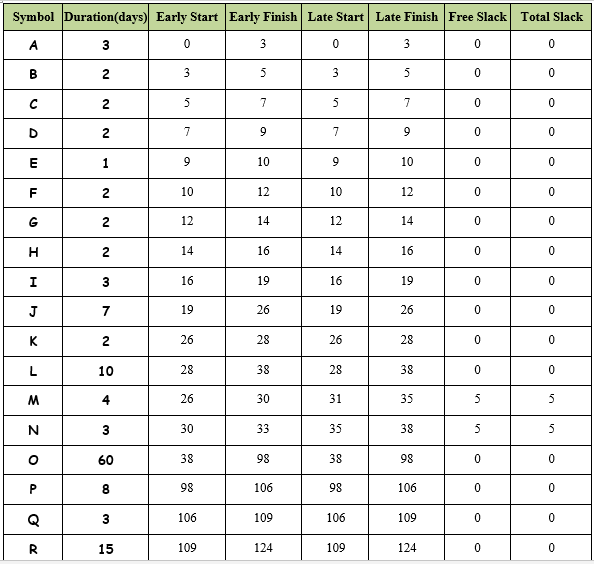 Symbol Duration(days) Early Start Early Finish Late Start Late Finish Free Slack Total Slack
A 3 0 3 0 3 0 0
B 2 3 5 3 5 0 0
C 2 5 7 5 7 0 0
D 2 7 9 7 9 0 0
E 1 9 10 9 10 0 0
F 2 10 12 10 12 0 0
G 2 12 14 12 14 0 0
H 2 14 16 14 16 0 0
I 3 16 19 16 19 0 0
J 7 19 26 19 26 0 0
K 2 26 28 26 28 0 0
L 10 28 38 28 38 0 0
M 4 26 30 31 35 5 5
N 3 30 33 35 38 5 5
O 60 38 98 38 98 0 0
P 8 98 106 98 106 0 0
Q 3 106 109 106 109 0 0
R 15 109 124 109 124 0 0